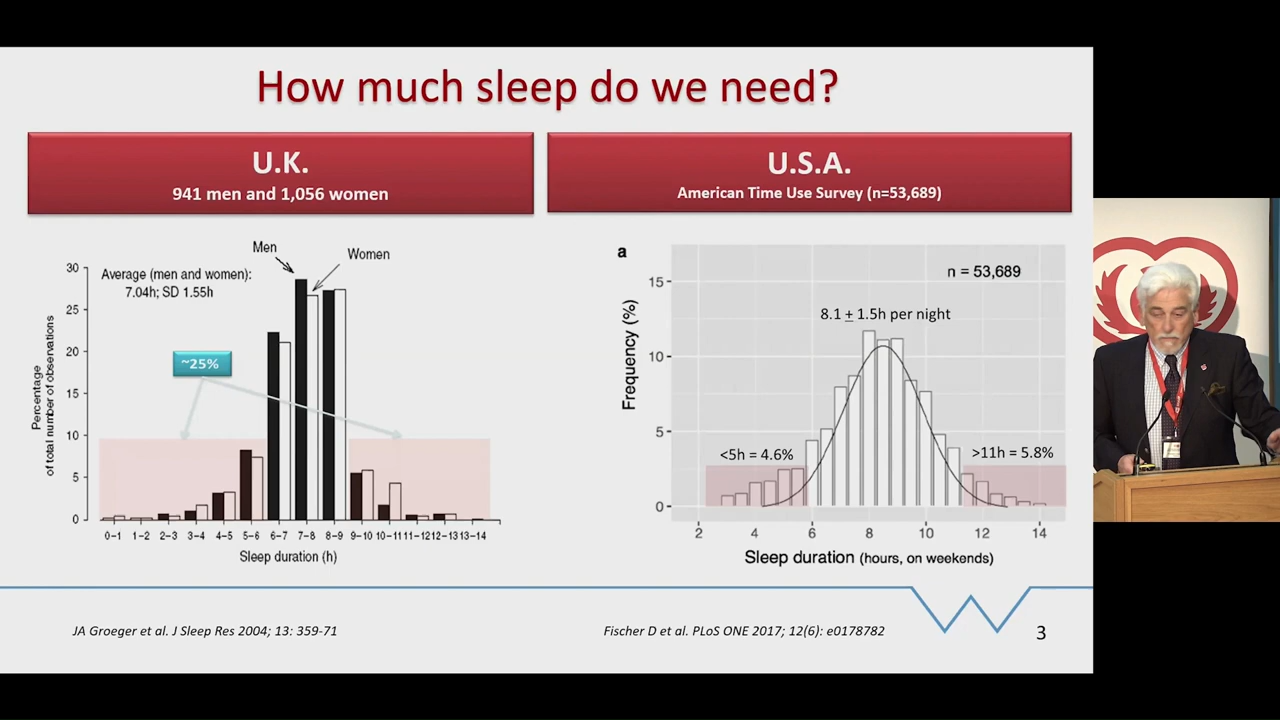 How much sleep do we need?
U.K.
941 men and 1,056 women
U.S.A.
American Time Use Survey (n=53,689)
Men
Women
Average (men and women):
7.04h; SD 1.55h
~25%
Percentage
of total number of observations
30
25
20
15
10
5
0
0–1 1–2 2–3 3–4 4–5 5–6 6–7 7–8 8–9 9–10 10–11 11–12 12–13 13–14
Sleep duration (h)
a
n = 53,689
8.1 ± 1.5h per night
<5h = 4.6%
>11h = 5.8%
Frequency (%)
15
10
5
0
2 4 6 8 10 12 14
Sleep duration (hours, on weekends)
JA Groeger et al. J Sleep Res 2004; 13: 359-71
Fischer D et al. PLoS ONE 2017; 12(6): e0178782
3